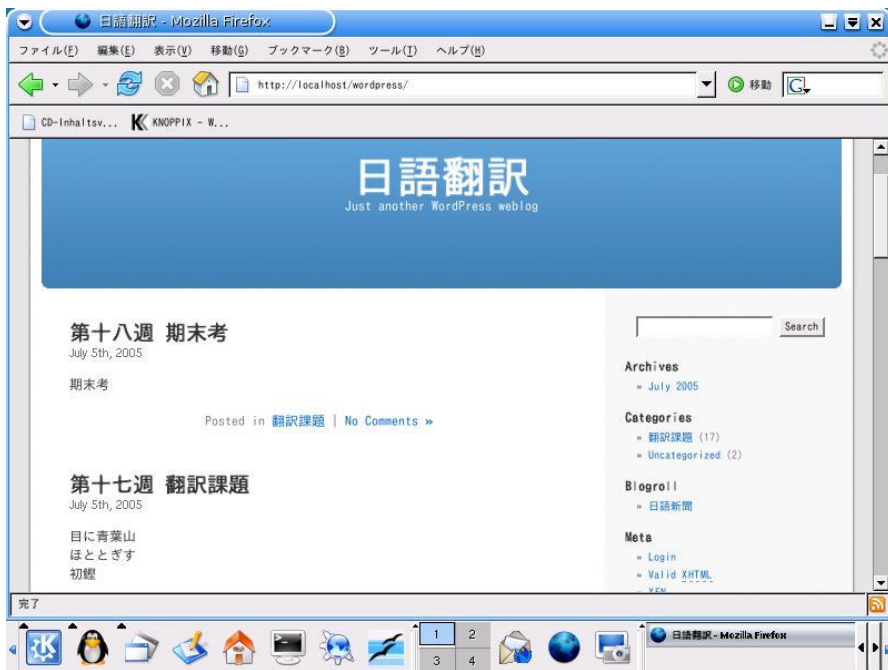 日語翻訳 - Mozilla Firefox
ファイル(F) 編集(E) 表示(V) 移動(G) ブックマーク(B) ツール(T) ヘルプ(H)
http://localhost/wordpress/ 移動 G
CD-Inhaltsv... KNOPPIX - W...
日語翻訳
Just another WordPress weblog
第十八週 期末考
July 5th, 2005
期末考
Posted in 翻訳課題 | No Comments »
第十七週 翻訳課題
July 5th, 2005
目に青葉山
ほととぎす
初鰹
Search
Archives
» July 2005
Categories
» 翻訳課題 (17)
» Uncategorized (2)
Blogroll
» 日語新聞
Meta
» Login
» Valid XHTML
» XFN
完了
1 2
3 4
日語翻訳 - Mozilla Firefox